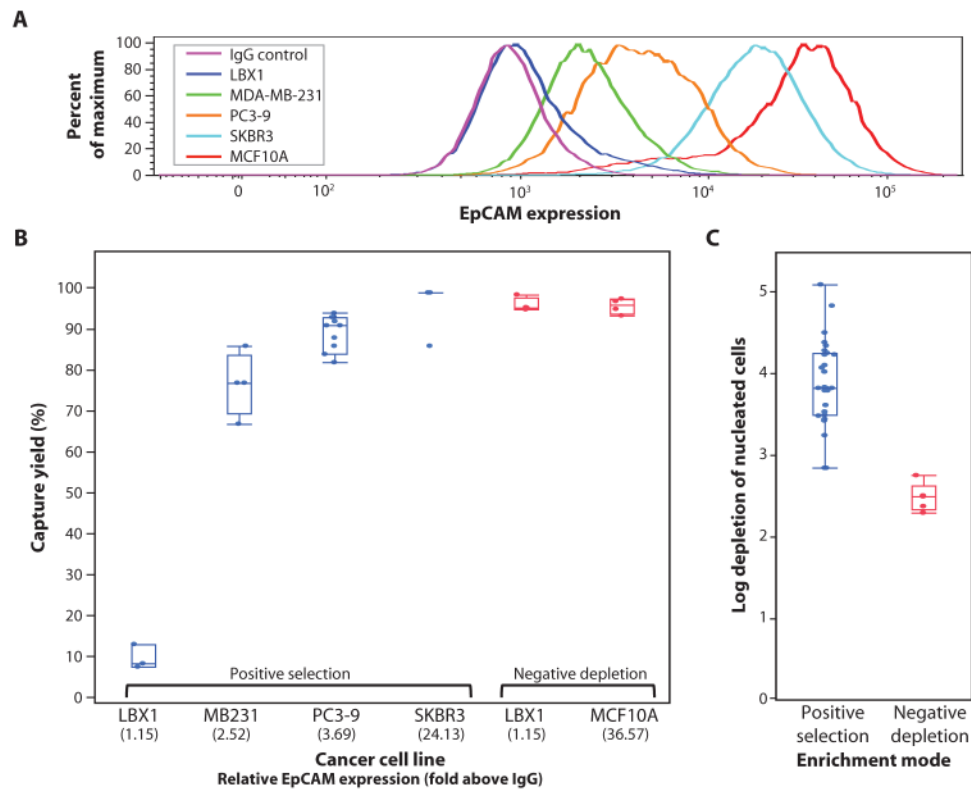 A
Percent of maximum
100
80
60
40
20
0
IgG control
LBX1
MDA-MB-231
PC3-9
SKBR3
MCF10A
0 10² 10³ 10⁴ 10⁵
EpCAM expression
B
Capture yield (%)
100
90
80
70
60
50
40
30
20
10
0
Positive selection
Negative depletion
LBX1 MB231 PC3-9 SKBR3 LBX1 MCF10A
(1.15) (2.52) (3.69) (24.13) (1.15) (36.57)
Cancer cell line
Relative EpCAM expression (fold above IgG)
C
Log depletion of nucleated cells
5
4
3
2
1
0
Positive Negative
selection depletion
Enrichment mode